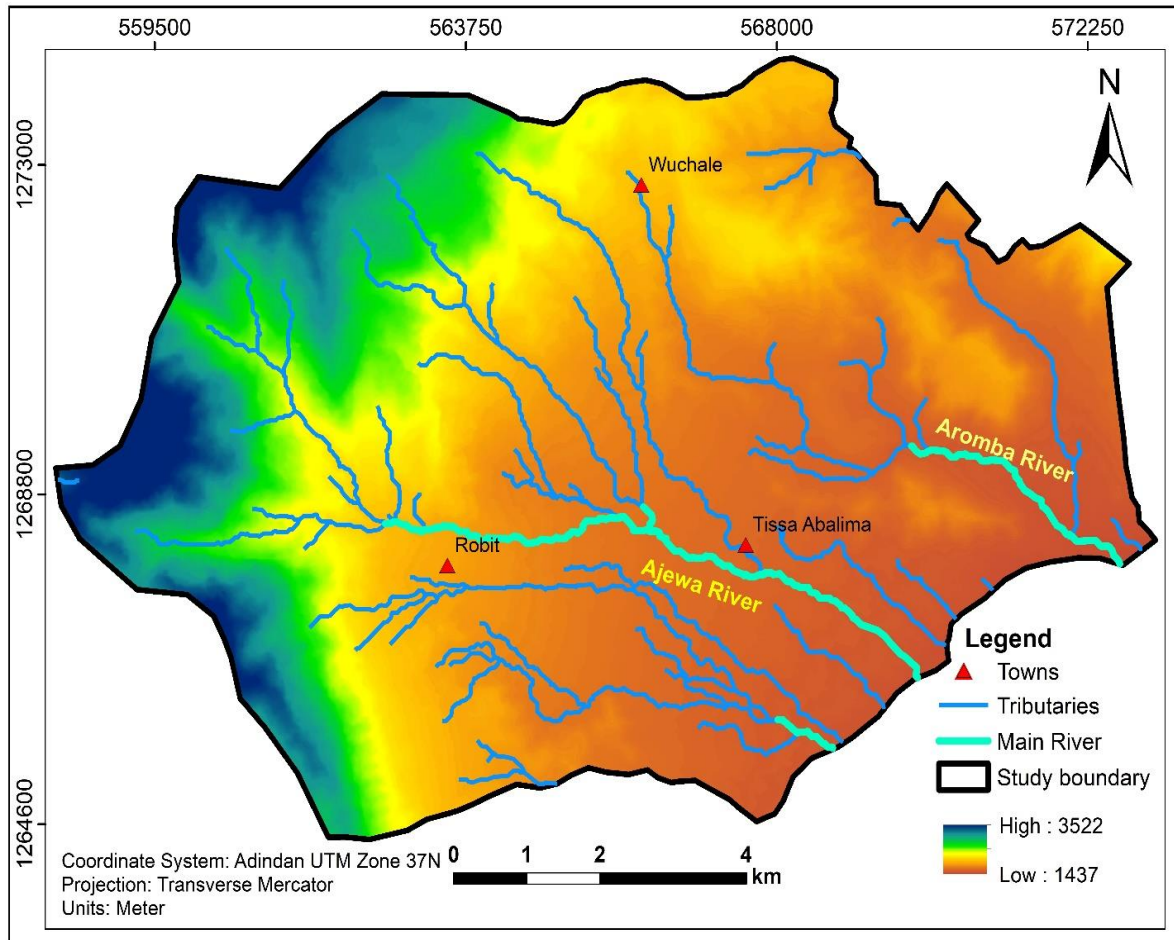 559500 563750 568000 572250
N
1273000
Wuchale
Aromba River
1268800
Tissa Abalima
Robit
Ajewa River
Legend
Towns
Tributaries
Main River
Study boundary
High : 3522
Low : 1437
1264600
Coordinate System: Adindan UTM Zone 37N
Projection: Transverse Mercator
Units: Meter
0 1 2 4
km